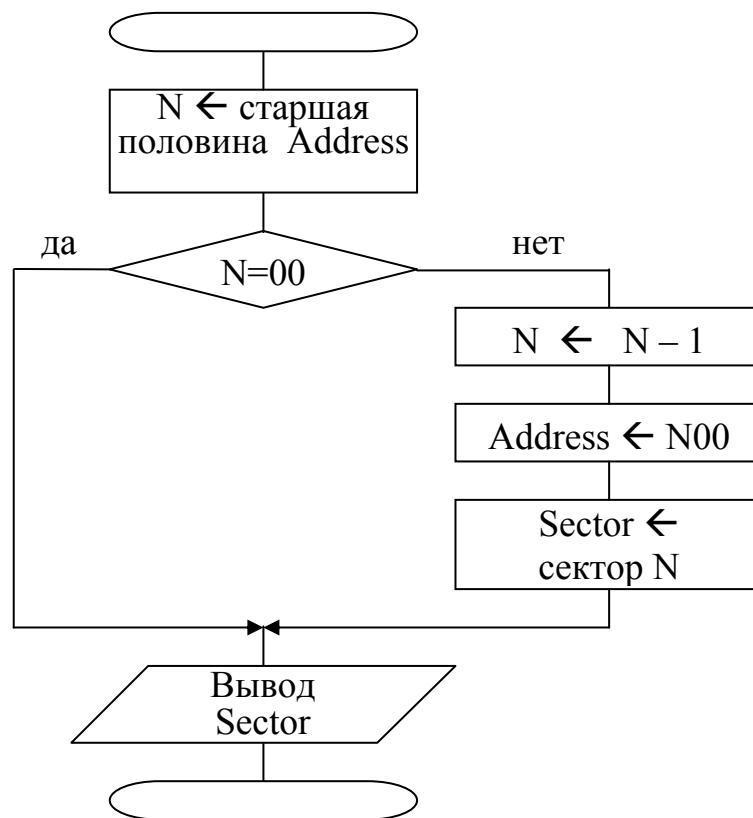 N ← старшая
половина Address
да
нет
N=00
N ← N – 1
Address ← N00
Sector ←
сектор N
Вывод
Sector